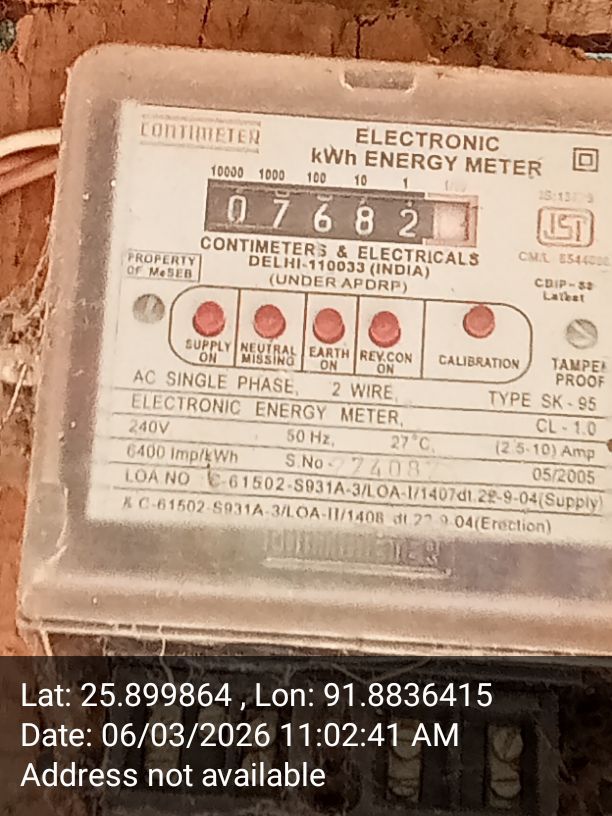 CONTIMETER
ELECTRONIC
kWh ENERGY METER
10000 1000 100 10 1
0 7 6 8 2
CONTIMETERS & ELECTRICALS
DELHI-110033 (INDIA)
(UNDER APDRP)
PROPERTY
OF MeSEB
ISI
CM/L
CBIP-88
Latest
SUPPLY
ON
NEUTRAL
MISSING
EARTH
ON
REV.CON
ON
CALIBRATION
TAMPER
PROOF
AC SINGLE PHASE, 2 WIRE, TYPE SK-95
ELECTRONIC ENERGY METER, CL-1.0
240V 50 Hz, 27°C, (2.5-10) Amp
6400 Imp/kWh S.No 05/2005
LOA NO C-61502-S931A-3/LOA-I/1407dt.22-9-04(Supply)
& C-61502-S931A-3/LOA-II/1408 dt.22-9-04(Erection)
CONTIMETER
Lat: 25.899864 , Lon: 91.8836415
Date: 06/03/2026 11:02:41 AM
Address not available